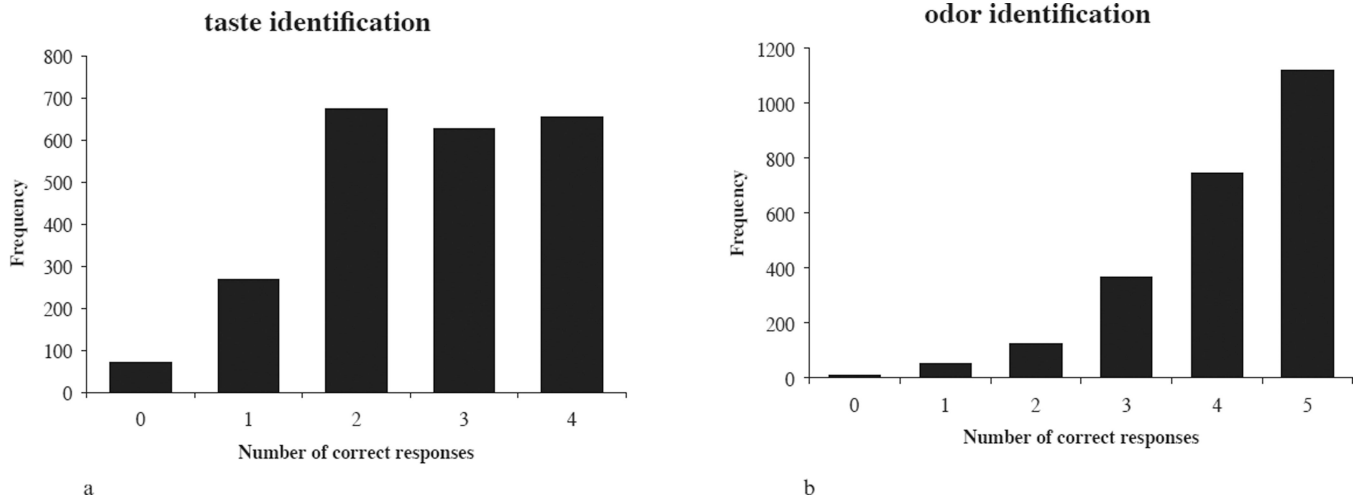 taste identification
800
700
600
500
400
300
200
100
0
Frequency
0 1 2 3 4
Number of correct responses
a
odor identification
1200
1000
800
600
400
200
0
Frequency
0 1 2 3 4 5
Number of correct responses
b